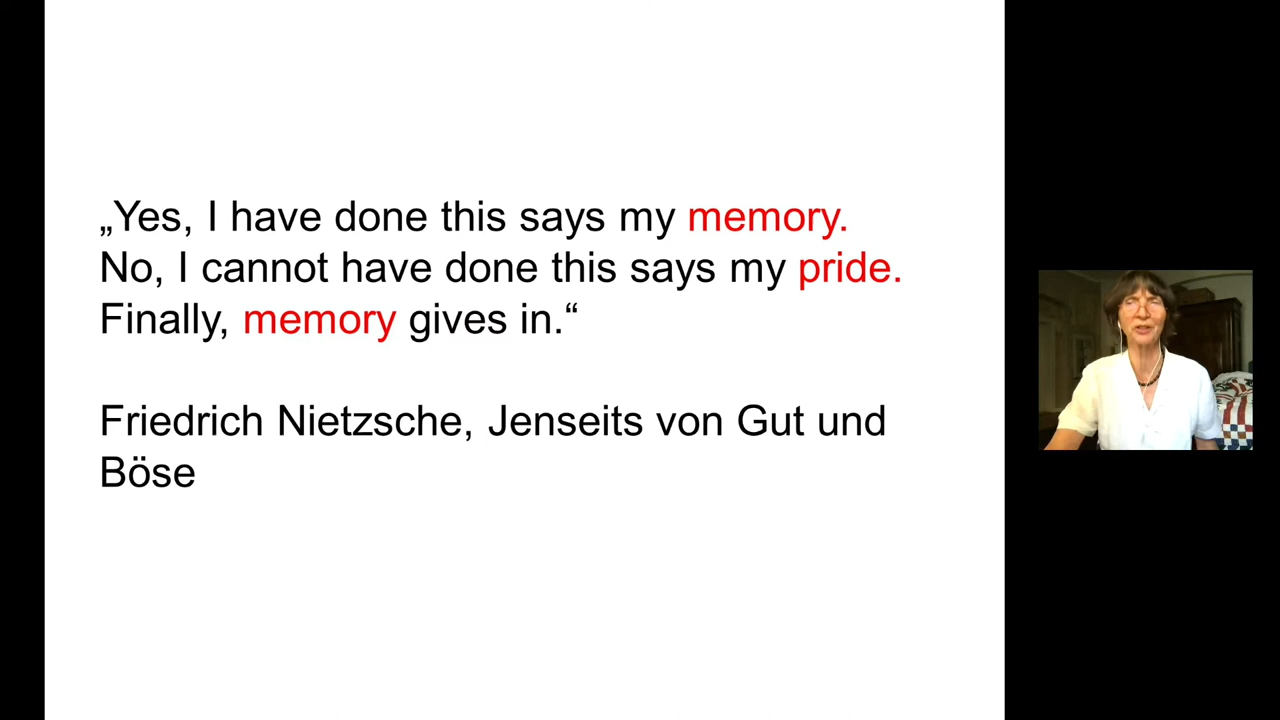 „Yes, I have done this says my memory.
No, I cannot have done this says my pride.
Finally, memory gives in.“
Friedrich Nietzsche, Jenseits von Gut und
Böse